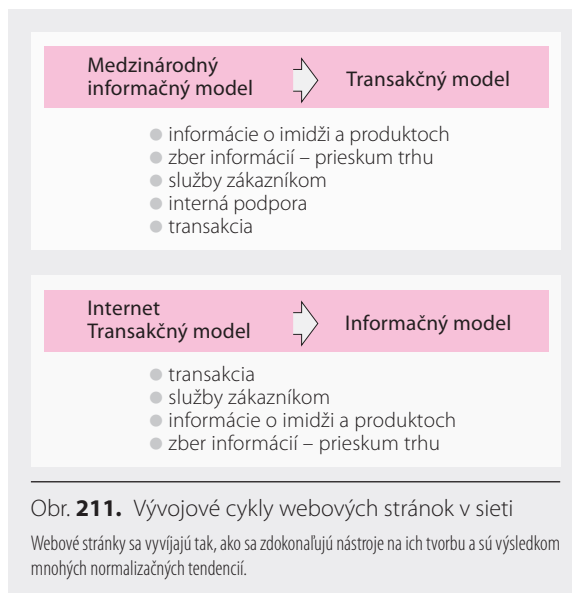 Medzinárodný
informačný model
Transakčný model
informácie o imidži a produktoch
zber informácií – prieskum trhu
služby zákazníkom
interná podpora
transakcia
Internet
Transakčný model
Informačný model
transakcia
služby zákazníkom
informácie o imidži a produktoch
zber informácií – prieskum trhu
Obr. 211. Vývojové cykly webových stránok v sieti
Webové stránky sa vyvíjajú tak, ako sa zdokonaľujú nástroje na ich tvorbu a sú výsledkom
mnohých normalizačných tendencií.